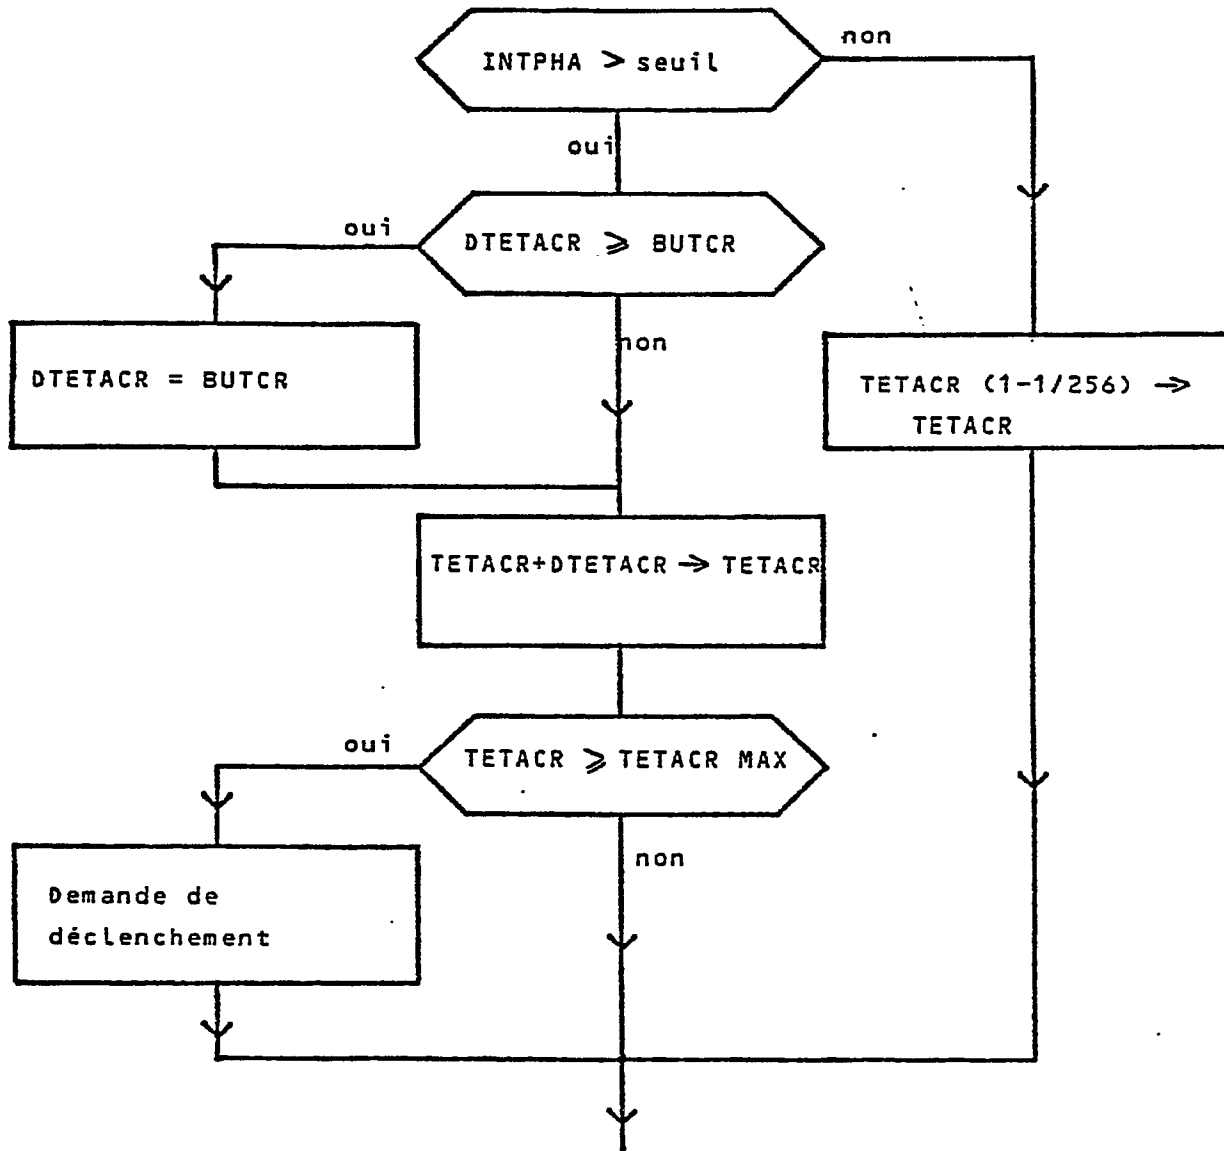 INTPHA > seuil
non
oui
DTETACR ⩾ BUTCR
oui
non
DTETACR = BUTCR
TETACR (1-1/256) →
TETACR
TETACR+DTETACR → TETACR
TETACR ⩾ TETACR MAX
oui
non
Demande de
déclenchement